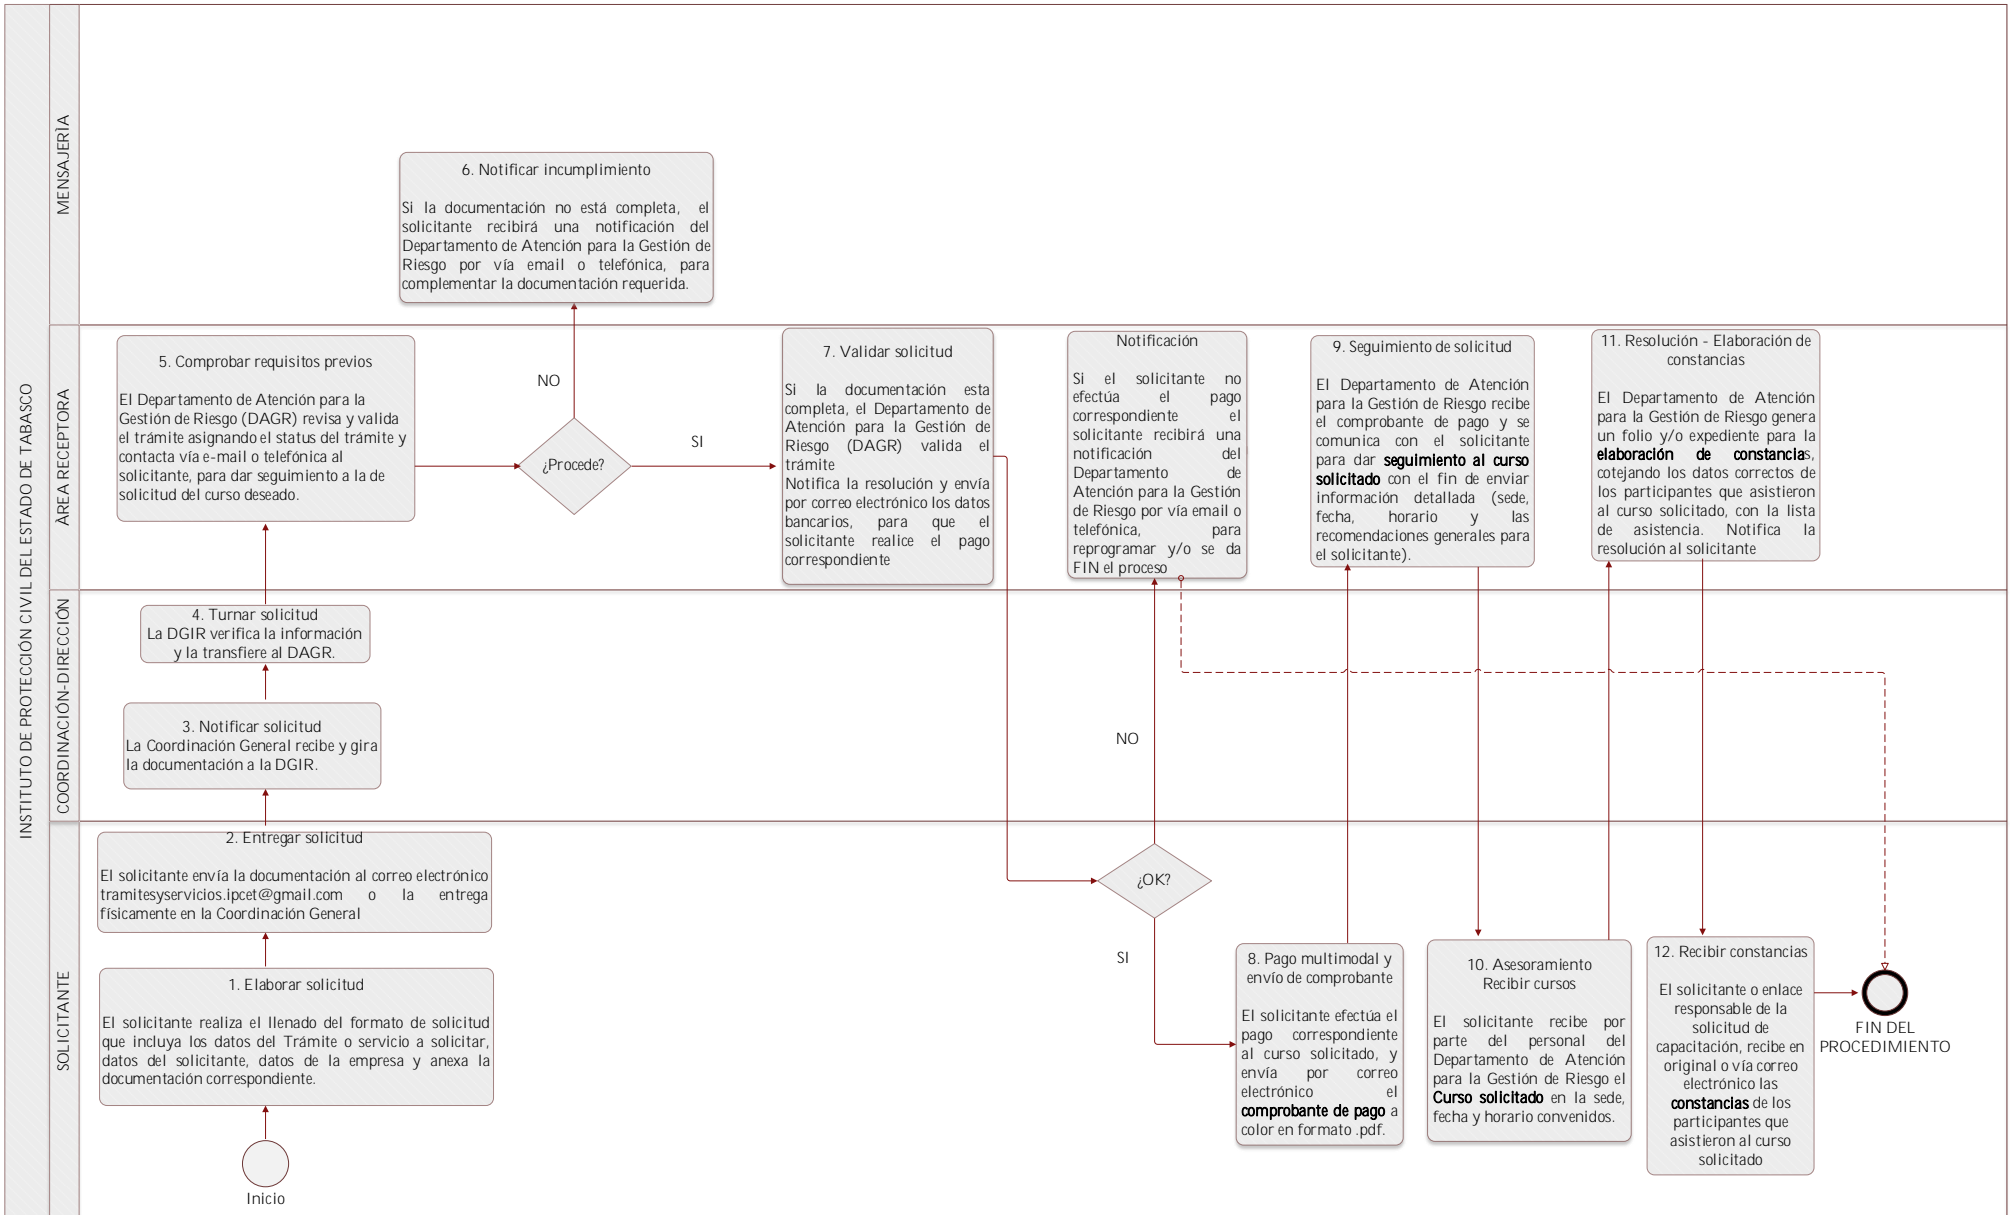 INSTITUTO DE PROTECCIÓN CIVIL DEL ESTADO DE TABASCO
MENSAJERÍA
6. Notificar incumplimiento
Si la documentación no está completa, el
solicitante recibirá una notificación del
Departamento de Atención para la Gestión de
Riesgo por vía email o telefónica, para
complementar la documentación requerida.
ÁREA RECEPTORA
5. Comprobar requisitos previos
El Departamento de Atención para la
Gestión de Riesgo (DAGR) revisa y valida
el trámite asignando el status del trámite y
contacta vía e-mail o telefónica al
solicitante, para dar seguimiento a la de
solicitud del curso deseado.
NO
¿Procede?
SI
7. Validar solicitud
Si la documentación esta
completa, el Departamento de
Atención para la Gestión de
Riesgo (DAGR) valida el
trámite
Notifica la resolución y envía
por correo electrónico los datos
bancarios, para que el
solicitante realice el pago
correspondiente
Notificación
Si el solicitante no
efectúa el pago
correspondiente el
solicitante recibirá una
notificación del
Departamento de
Atención para la Gestión
de Riesgo por vía email o
telefónica, para
reprogramar y/o se da
FIN el proceso
9. Seguimiento de solicitud
El Departamento de Atención
para la Gestión de Riesgo recibe
el comprobante de pago y se
comunica con el solicitante
para dar seguimiento al curso
solicitado con el fin de enviar
información detallada (sede,
fecha, horario y las
recomendaciones generales para
el solicitante).
11. Resolución - Elaboración de
constancias
El Departamento de Atención
para la Gestión de Riesgo genera
un folio y/o expediente para la
elaboración de constancias,
cotejando los datos correctos de
los participantes que asistieron
al curso solicitado, con la lista
de asistencia. Notifica la
resolución al solicitante
COORDINACIÓN-DIRECCIÓN
4. Turnar solicitud
La DGIR verifica la información
y la transfiere al DAGR.
3. Notificar solicitud
La Coordinación General recibe y gira
la documentación a la DGIR.
NO
SOLICITANTE
2. Entregar solicitud
El solicitante envía la documentación al correo electrónico
tramitesyservicios.ipcet@gmail.com o la entrega
físicamente en la Coordinación General
1. Elaborar solicitud
El solicitante realiza el llenado del formato de solicitud
que incluya los datos del Trámite o servicio a solicitar,
datos del solicitante, datos de la empresa y anexa la
documentación correspondiente.
Inicio
¿OK?
SI
8. Pago multimodal y
envío de comprobante
El solicitante efectúa el
pago correspondiente
al curso solicitado, y
envía por correo
electrónico el
comprobante de pago a
color en formato .pdf.
10. Asesoramiento
Recibir cursos
El solicitante recibe por
parte del personal del
Departamento de Atención
para la Gestión de Riesgo el
Curso solicitado en la sede,
fecha y horario convenidos.
12. Recibir constancias
El solicitante o enlace
responsable de la
solicitud de
capacitación, recibe en
original o vía correo
electrónico las
constancias de los
participantes que
asistieron al curso
solicitado
FIN DEL
PROCEDIMIENTO